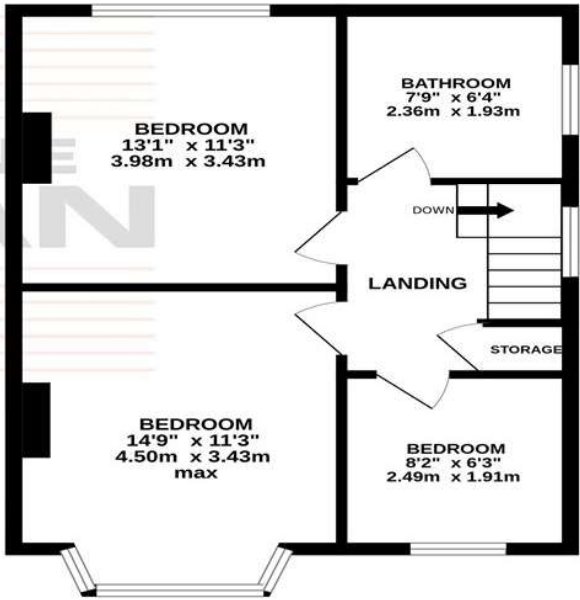 BEDROOM
13'1" x 11'3"
3.98m x 3.43m
BATHROOM
7'9" x 6'4"
2.36m x 1.93m
DOWN
LANDING
STORAGE
BEDROOM
14'9" x 11'3"
4.50m x 3.43m
max
BEDROOM
8'2" x 6'3"
2.49m x 1.91m